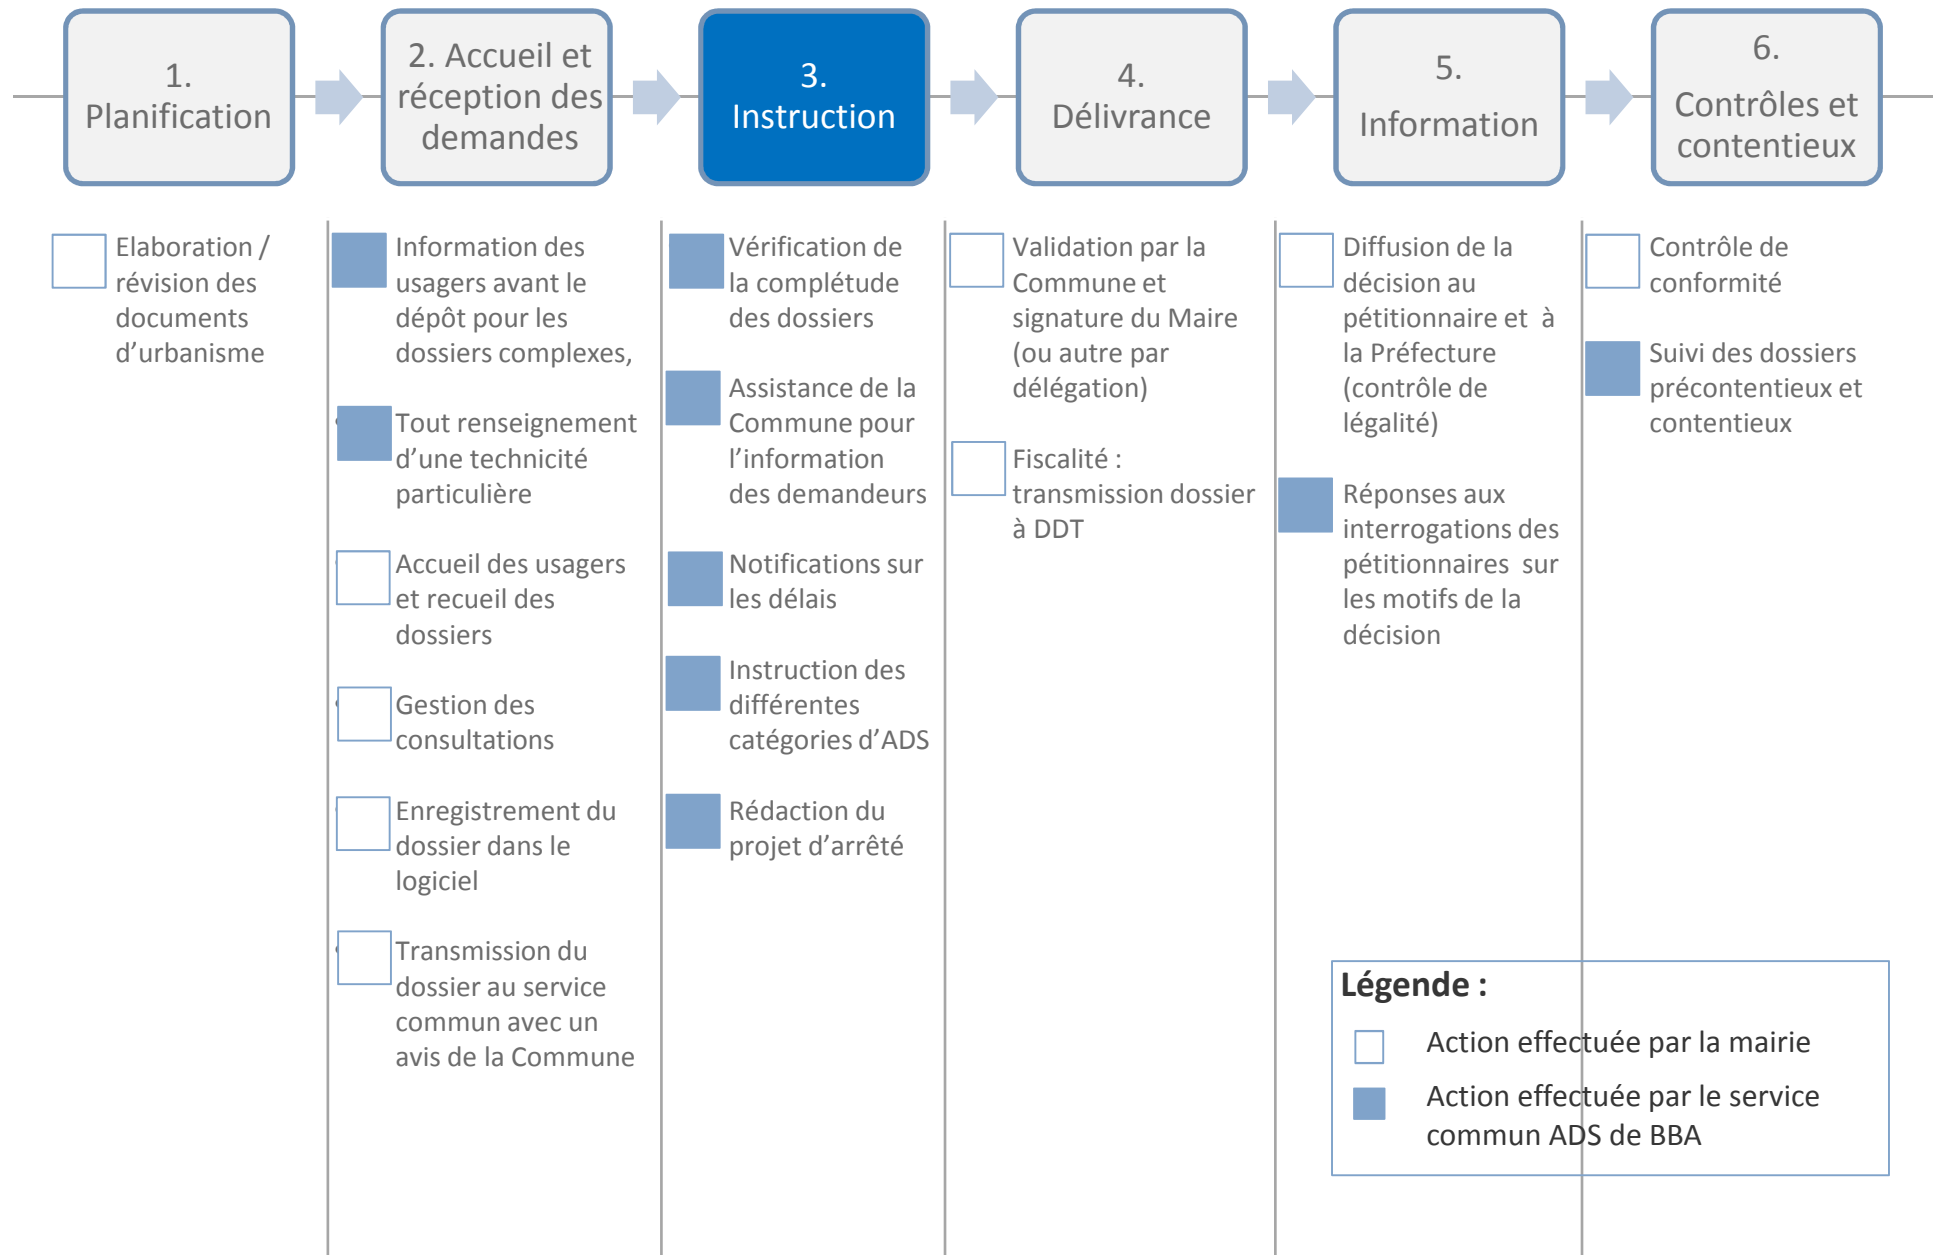 1.
Planification
2. Accueil et
réception des
demandes
3.
Instruction
4.
Délivrance
5.
Information
6.
Contrôles et
contentieux
Elaboration /
révision des
documents
d’urbanisme
Information des
usagers avant le
dépôt pour les
dossiers complexes,
Tout renseignement
d’une technicité
particulière
Accueil des usagers
et recueil des
dossiers
Gestion des
consultations
Enregistrement du
dossier dans le
logiciel
Transmission du
dossier au service
commun avec un
avis de la Commune
Vérification de
la complétude
des dossiers
Assistance de la
Commune pour
l’information
des demandeurs
Notifications sur
les délais
Instruction des
différentes
catégories d’ADS
Rédaction du
projet d’arrêté
Validation par la
Commune et
signature du Maire
(ou autre par
délégation)
Fiscalité :
transmission dossier
à DDT
Diffusion de la
décision au
pétitionnaire et à
la Préfecture
(contrôle de
légalité)
Réponses aux
interrogations des
pétitionnaires sur
les motifs de la
décision
Contrôle de
conformité
Suivi des dossiers
précontentieux et
contentieux
Légende :
Action effectuée par la mairie
Action effectuée par le service
commun ADS de BBA